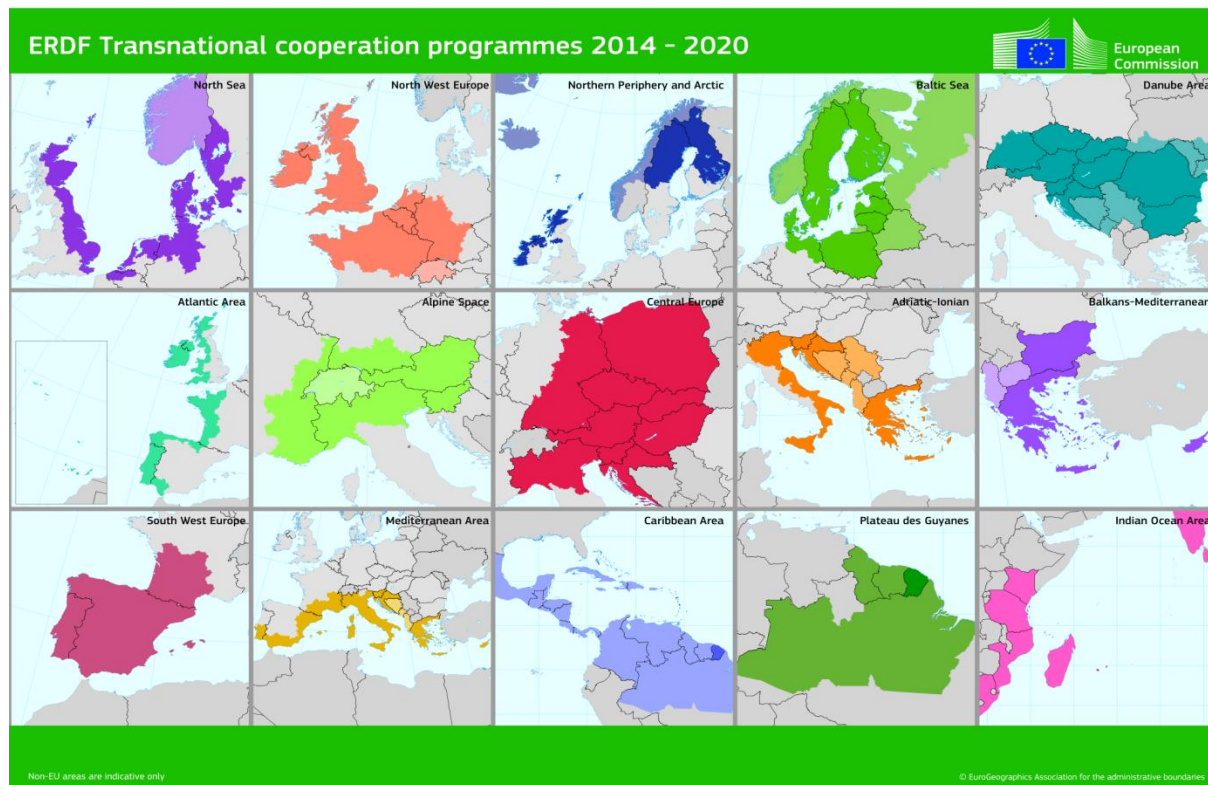 ERDF Transnational cooperation programmes 2014 - 2020
European
Commission
North Sea
North West Europe
Northern Periphery and Arctic
Baltic Sea
Danube Area
Atlantic Area
Alpine Space
Central Europe
Adriatic-Ionian
Balkans-Mediterranean
South West Europe
Mediterranean Area
Caribbean Area
Plateau des Guyanes
Indian Ocean Area
Non-EU areas are indicative only
© EuroGeographics Association for the administrative boundaries